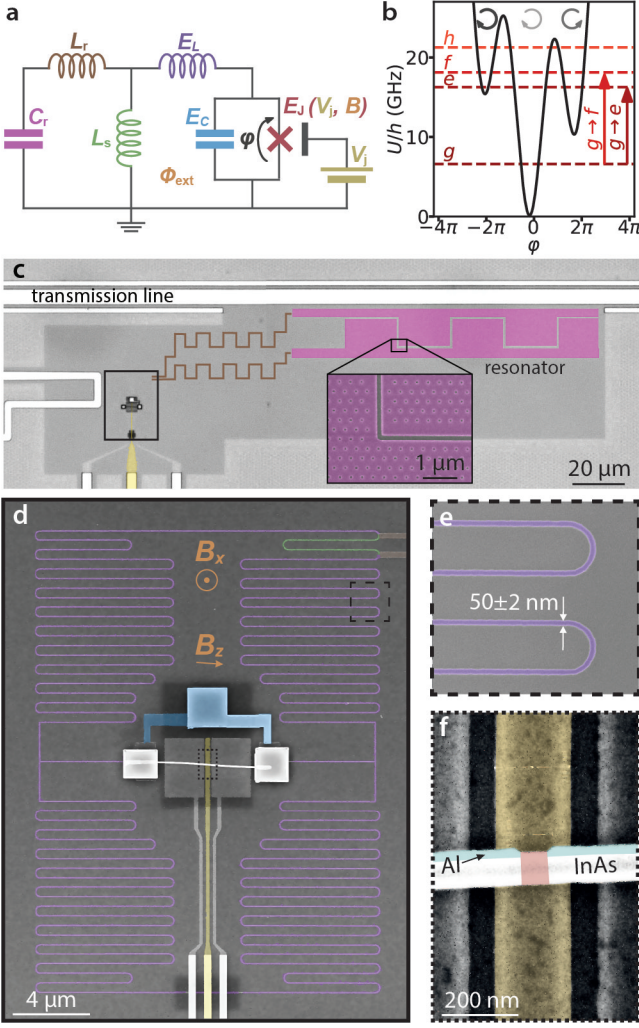 a
L_r
E_L
C_r
L_s
E_C
φ
E_J (V_j, B)
Φ_ext
V_j
b
h
f
e
g
g→f
g→e
U/h (GHz)
20
10
0
−4π −2π 0 2π 4π
φ
c
transmission line
resonator
1 μm
20 μm
d
B_x
B_z
4 μm
e
50±2 nm
f
Al
InAs
200 nm